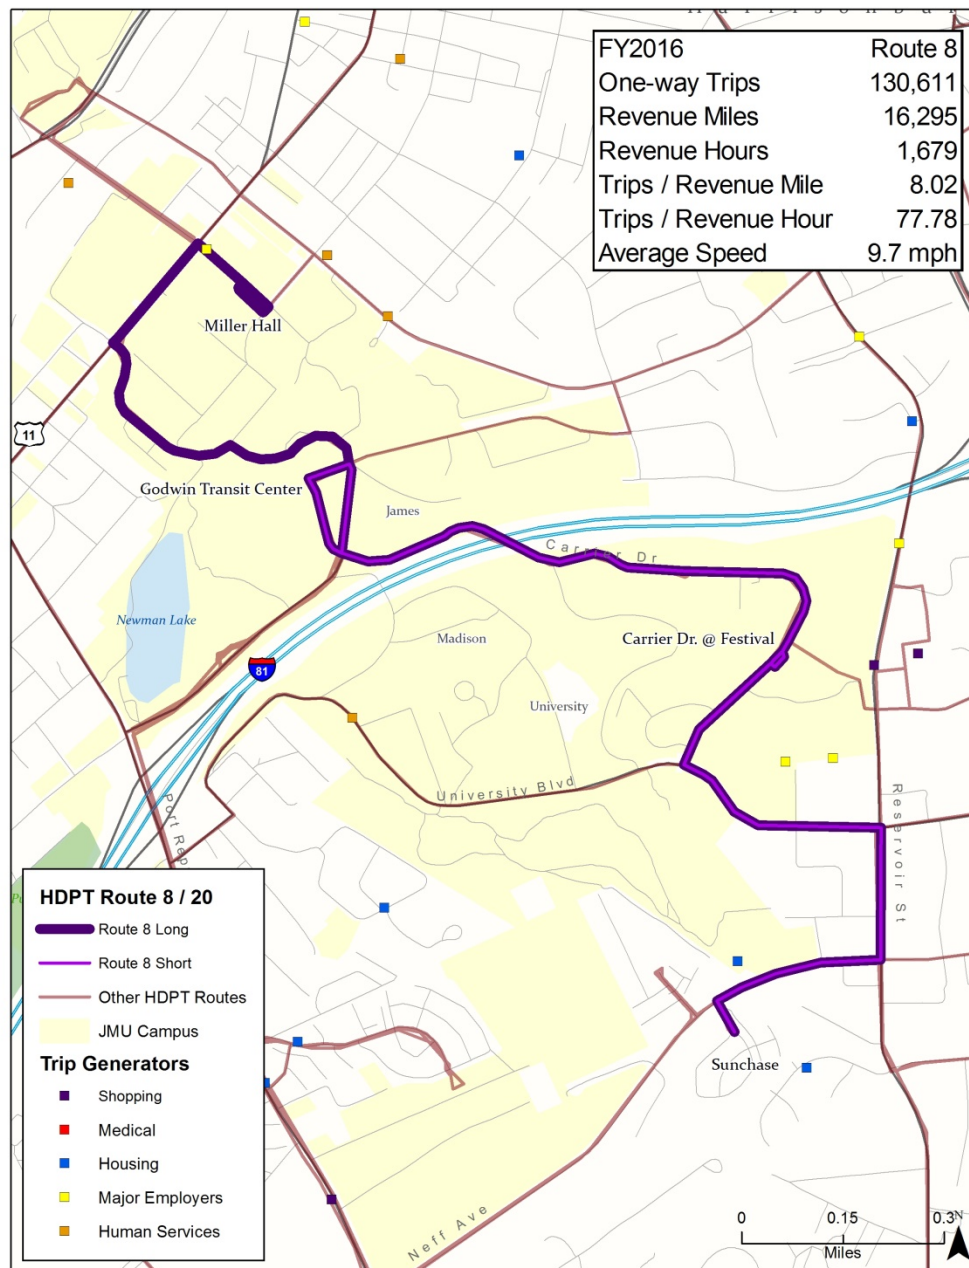 FY2016 Route 8
One-way Trips 130,611
Revenue Miles 16,295
Revenue Hours 1,679
Trips / Revenue Mile 8.02
Trips / Revenue Hour 77.78
Average Speed 9.7 mph
Miller Hall
11
Godwin Transit Center
James
Carrier Dr
Newman Lake
Madison
Carrier Dr. @ Festival
81
University
University Blvd
Port Rep
Reservoir St
HDPT Route 8 / 20
Route 8 Long
Route 8 Short
Other HDPT Routes
JMU Campus
Trip Generators
Shopping
Medical
Housing
Major Employers
Human Services
Sunchase
Neff Ave
0 0.15 0.3
Miles
N